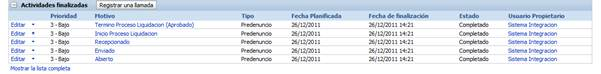 Actividades finalizadas Registrar una llamada
Prioridad Motivo Tipo Fecha Planificada Fecha de finalización Estado Usuario Propietario
Editar 3 - Bajo Termino Proceso Liquidacion (Aprobado) Predenuncio 26/12/2011 26/12/2011 14:21 Completado Sistema Integracion
Editar 3 - Bajo Inicio Proceso Liquidacion Predenuncio 26/12/2011 26/12/2011 14:21 Completado Sistema Integracion
Editar 3 - Bajo Recepcionado Predenuncio 26/12/2011 26/12/2011 14:21 Completado Sistema Integracion
Editar 3 - Bajo Enviado Predenuncio 26/12/2011 26/12/2011 14:21 Completado Sistema Integracion
Editar 3 - Bajo Abierto Predenuncio 26/12/2011 26/12/2011 14:21 Completado Sistema Integracion
Mostrar la lista completa